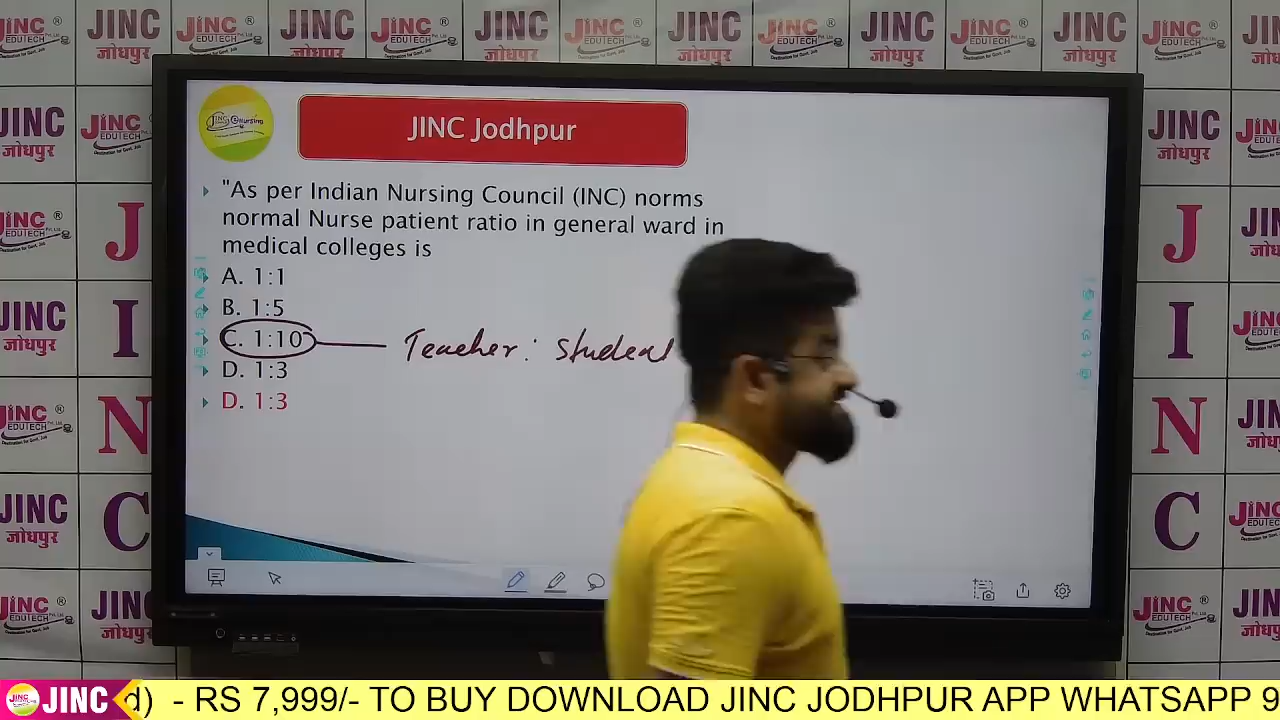 JINC Jodhpur
"As per Indian Nursing Council (INC) norms
normal Nurse patient ratio in general ward in
medical colleges is
A. 1:1
B. 1:5
C. 1:10
Teacher: Student
D. 1:3
D. 1:3
JINC
जोधपुर
JINC
EDUTECH
J
I
N
C
J
I
N
C
JINC d) - RS 7,999/- TO BUY DOWNLOAD JINC JODHPUR APP WHATSAPP 9